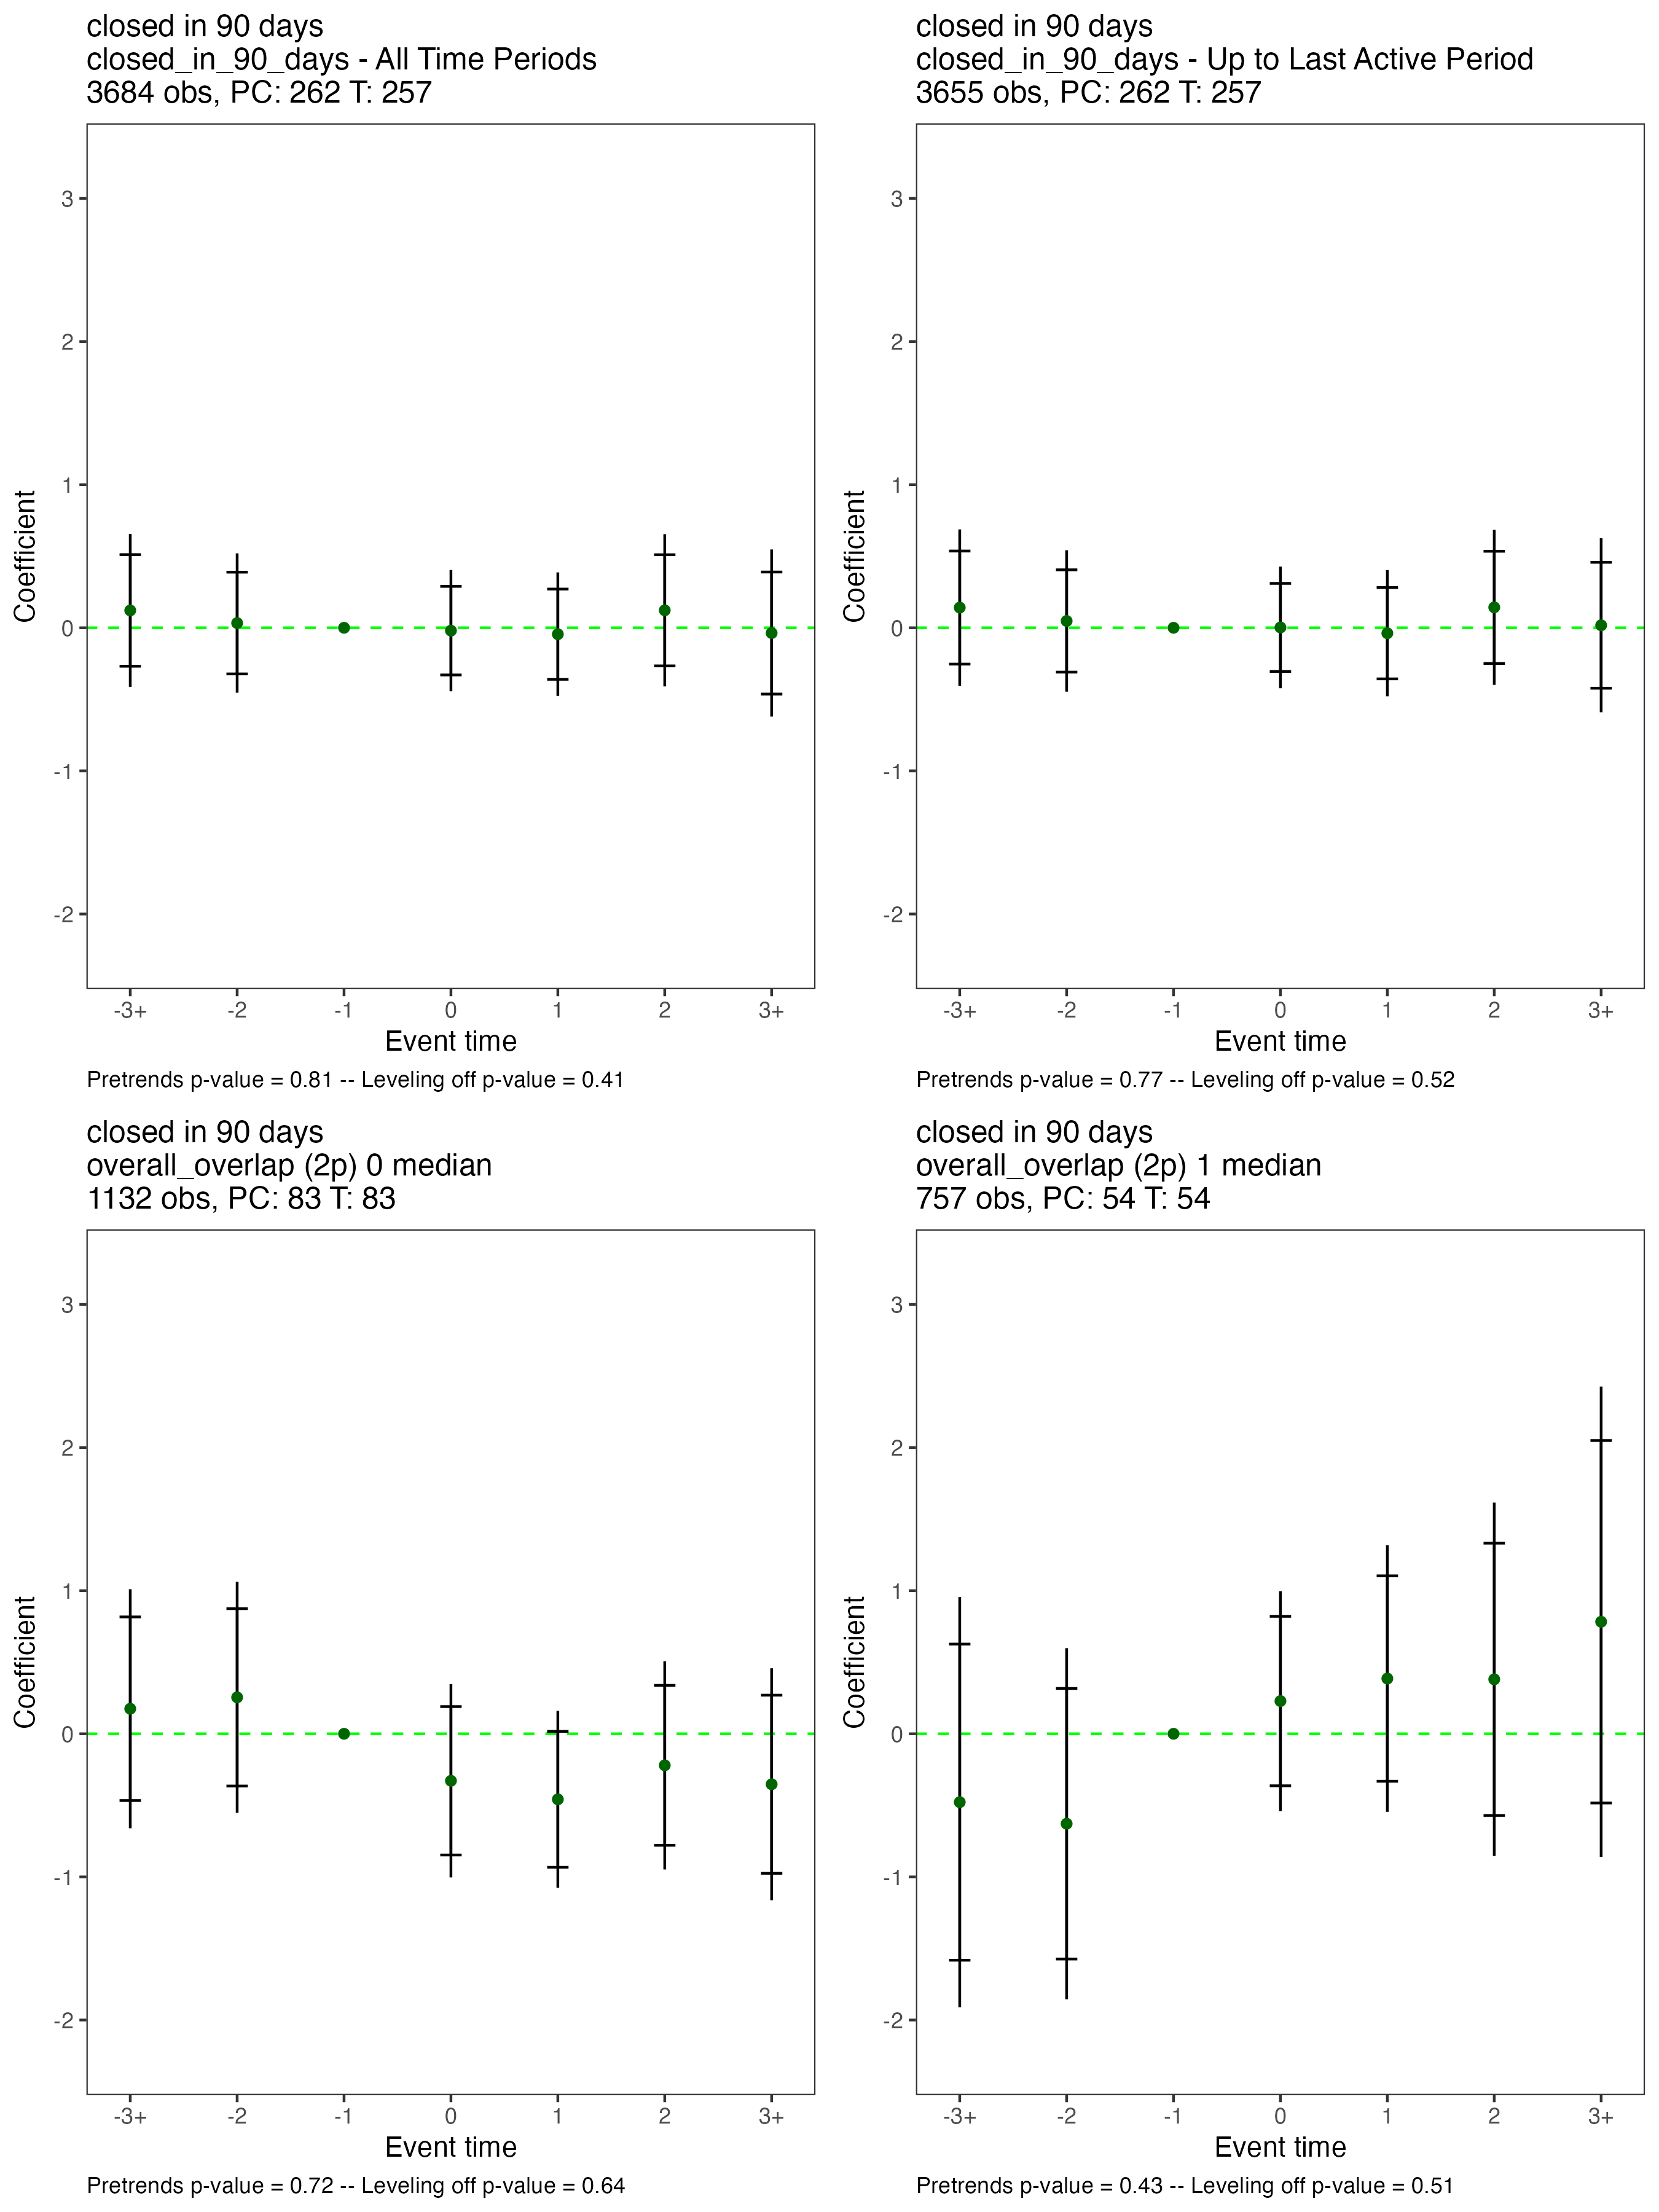 closed in 90 days
closed_in_90_days - All Time Periods
3684 obs, PC: 262 T: 257
3
2
1
0
-1
-2
Coefficient
-3+ -2 -1 0 1 2 3+
Event time
Pretrends p-value = 0.81 -- Leveling off p-value = 0.41
closed in 90 days
closed_in_90_days - Up to Last Active Period
3655 obs, PC: 262 T: 257
3
2
1
0
-1
-2
Coefficient
-3+ -2 -1 0 1 2 3+
Event time
Pretrends p-value = 0.77 -- Leveling off p-value = 0.52
closed in 90 days
overall_overlap (2p) 0 median
1132 obs, PC: 83 T: 83
3
2
1
0
-1
-2
Coefficient
-3+ -2 -1 0 1 2 3+
Event time
Pretrends p-value = 0.72 -- Leveling off p-value = 0.64
closed in 90 days
overall_overlap (2p) 1 median
757 obs, PC: 54 T: 54
3
2
1
0
-1
-2
Coefficient
-3+ -2 -1 0 1 2 3+
Event time
Pretrends p-value = 0.43 -- Leveling off p-value = 0.51